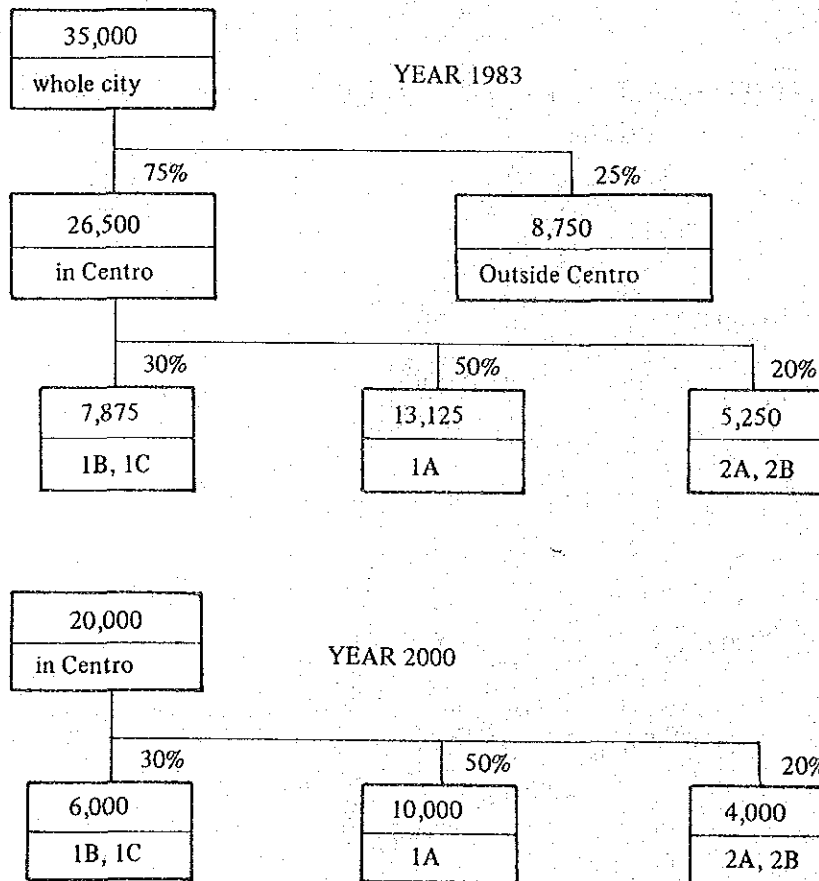 35,000
whole city
YEAR 1983
75%
25%
26,500
8,750
in Centro
Outside Centro
30%
50%
20%
7,875
13,125
5,250
1B, 1C
1A
2A, 2B
20,000
in Centro
YEAR 2000
30%
50%
20%
6,000
10,000
4,000
1B, 1C
1A
2A, 2B